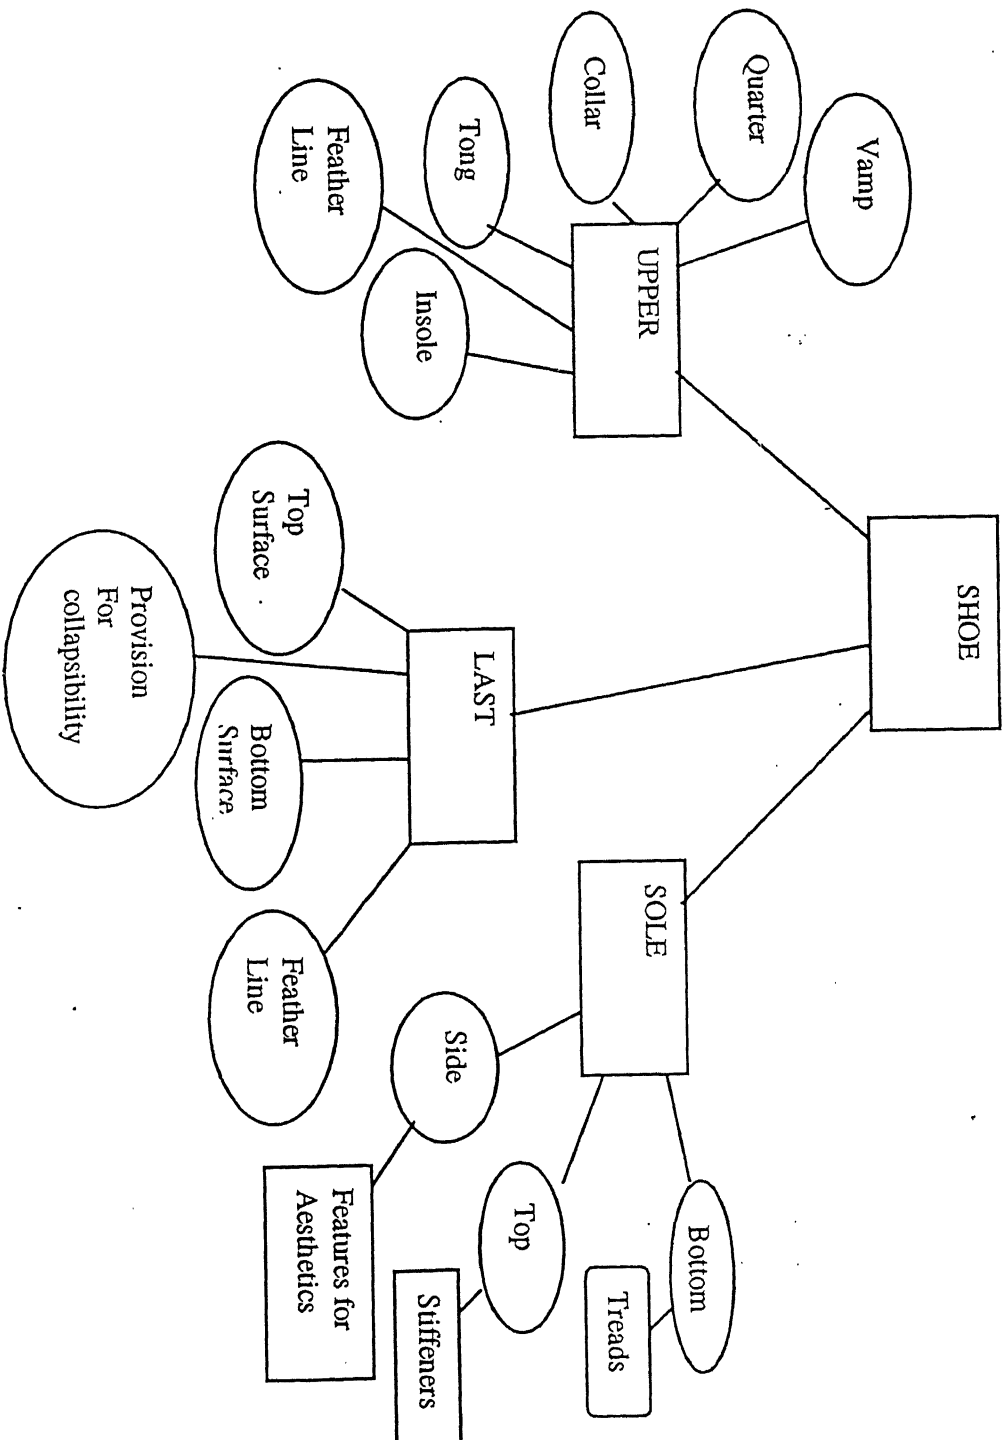 SHOE
UPPER
LAST
SOLE
Vamp
Quarter
Collar
Tong
Feather
Line
Insole
Top
Surface
Provision
For
collapsibility
Bottom
Surface
Feather
Line
Side
Features for
Aesthetics
Top
Stiffeners
Bottom
Treads